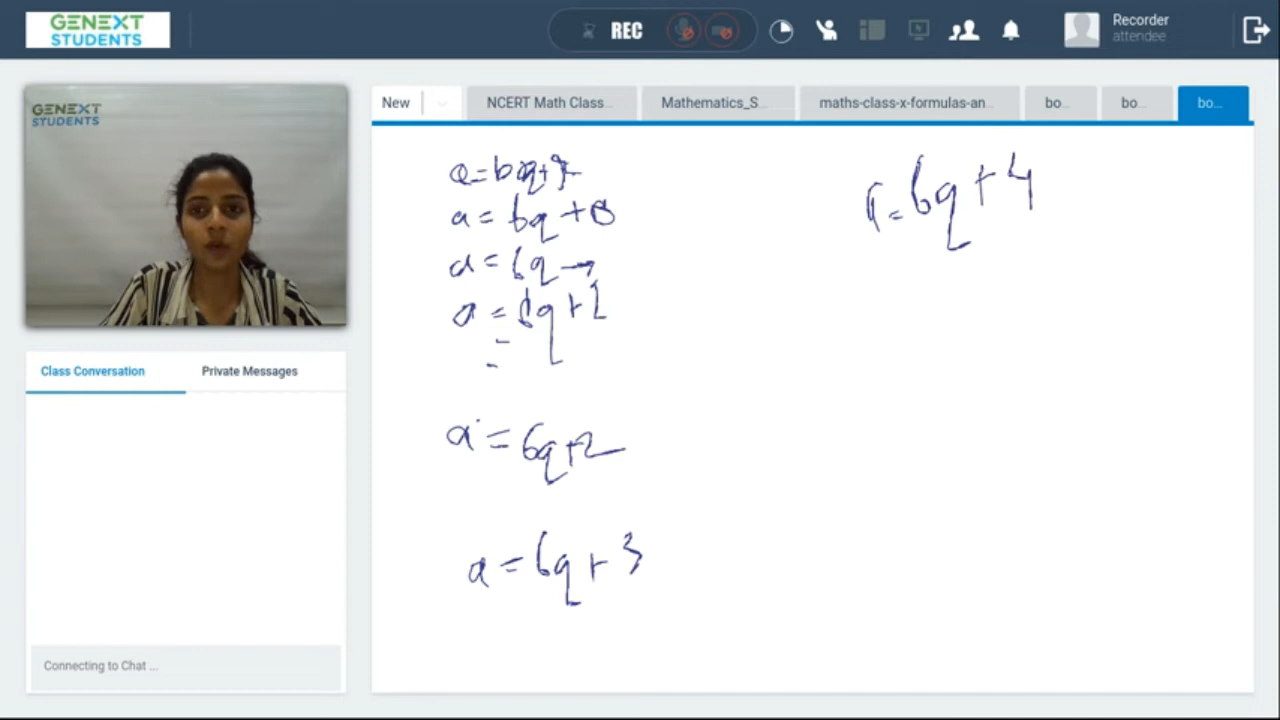 GENEXT
STUDENTS
REC
Recorder
attendee
GENEXT
STUDENTS
New
NCERT Math Class...
Mathematics_S...
maths-class-x-formulas-an...
bo...
bo...
bo...
a = bq + r
a = 6q + 0
a = 6q →
a = 6q + 1
=
=
a = 6q + 2
a = 6q + 3
a = 6q + 4
Class Conversation
Private Messages
Connecting to Chat ...